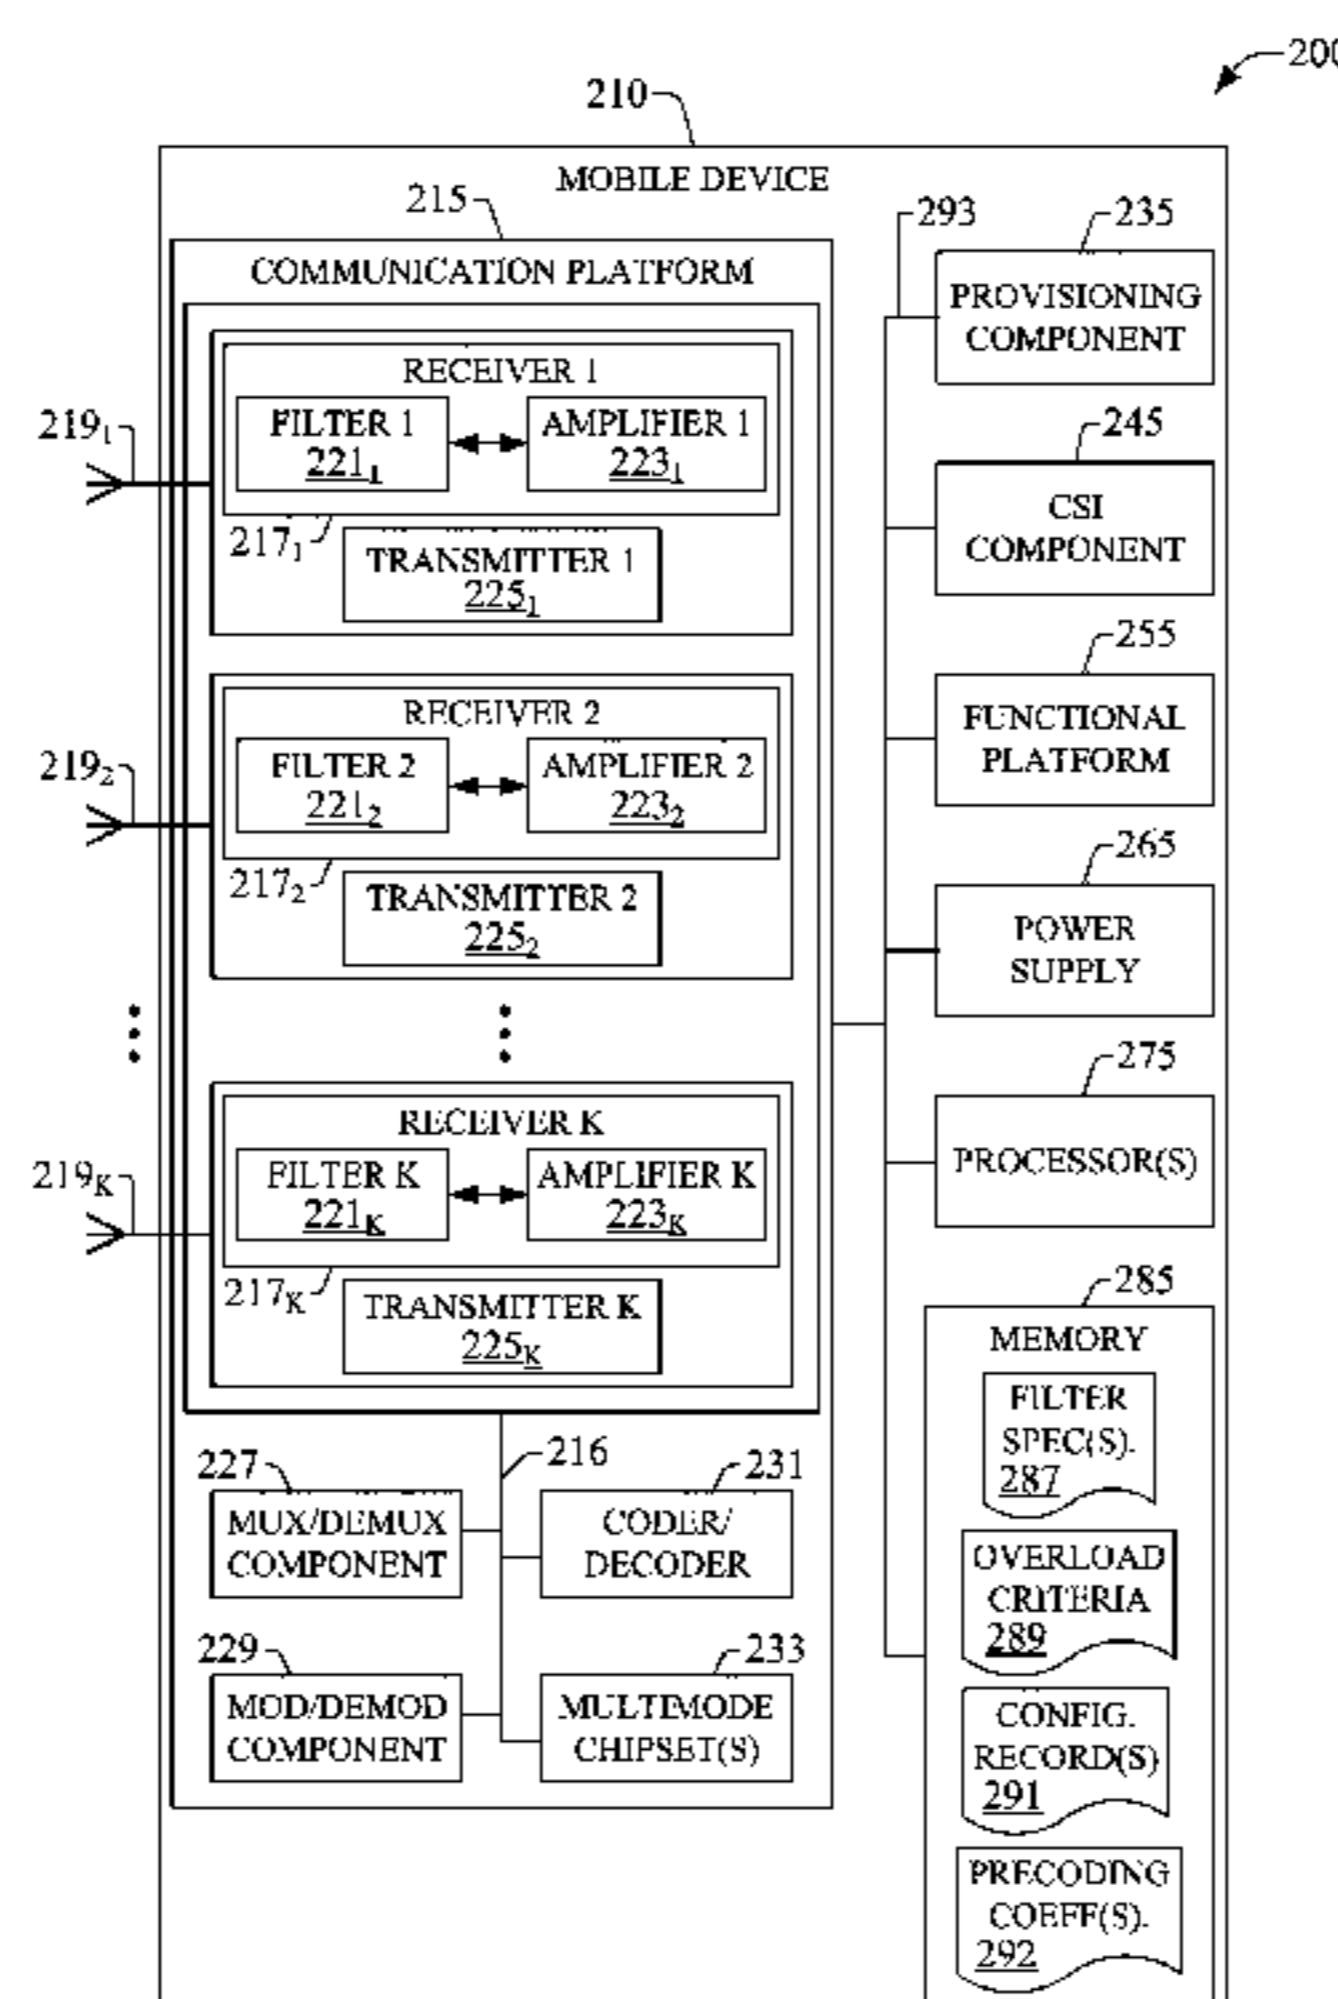 200
210
MOBILE DEVICE
215
COMMUNICATION PLATFORM
RECEIVER 1
FILTER 1
221₁
AMPLIFIER 1
223₁
219₁
217₁
TRANSMITTER 1
225₁
RECEIVER 2
FILTER 2
221₂
AMPLIFIER 2
223₂
219₂
217₂
TRANSMITTER 2
225₂
RECEIVER K
FILTER K
221K
AMPLIFIER K
223K
219K
217K
TRANSMITTER K
225K
216
227
MUX/DEMUX
COMPONENT
231
CODER/
DECODER
229
MOD/DEMOD
COMPONENT
233
MULTIMODE
CHIPSET(S)
293
235
PROVISIONING
COMPONENT
245
CSI
COMPONENT
255
FUNCTIONAL
PLATFORM
265
POWER
SUPPLY
275
PROCESSOR(S)
285
MEMORY
FILTER
SPEC(S).
287
OVERLOAD
CRITERIA
289
CONFIG.
RECORD(S)
291
PRECODING
COEFF(S).
292